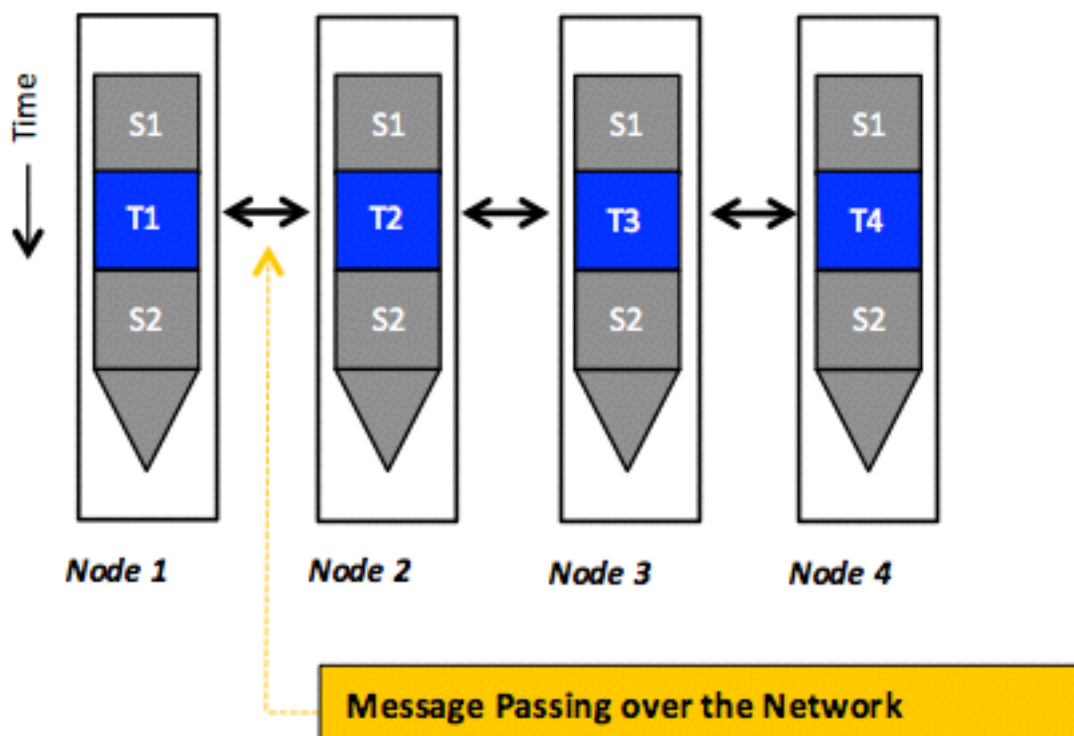 Time
S1 S1 S1 S1
T1 T2 T3 T4
S2 S2 S2 S2
Node 1 Node 2 Node 3 Node 4
Message Passing over the Network